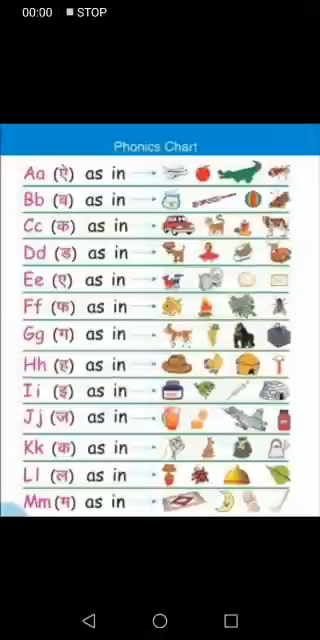 00:00 STOP
Phonics Chart
Aa (ऐ) as in
Bb (ब) as in
Cc (क) as in
Dd (ड) as in
Ee (ए) as in
Ff (फ) as in
Gg (ग) as in
Hh (ह) as in
Ii (इ) as in
Jj (ज) as in
Kk (क) as in
Ll (ल) as in
Mm (म) as in